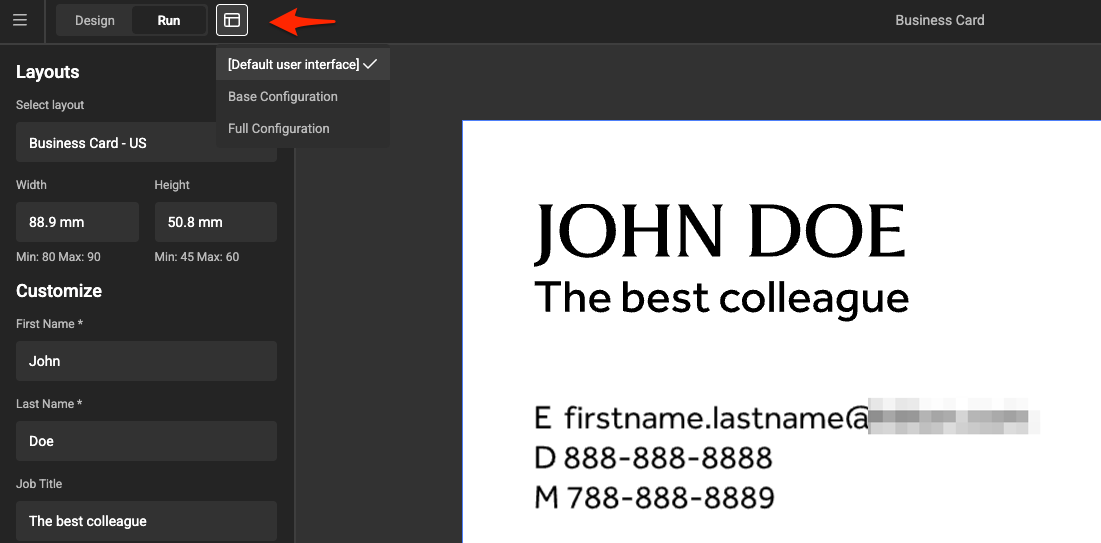 Design Run Business Card
[Default user interface]
Base Configuration
Full Configuration
Layouts
Select layout
Business Card - US
Width Height
88.9 mm 50.8 mm
Min: 80 Max: 90 Min: 45 Max: 60
Customize
First Name *
John
Last Name *
Doe
Job Title
The best colleague
JOHN DOE
The best colleague
E firstname.lastname@
D 888-888-8888
M 788-888-8889